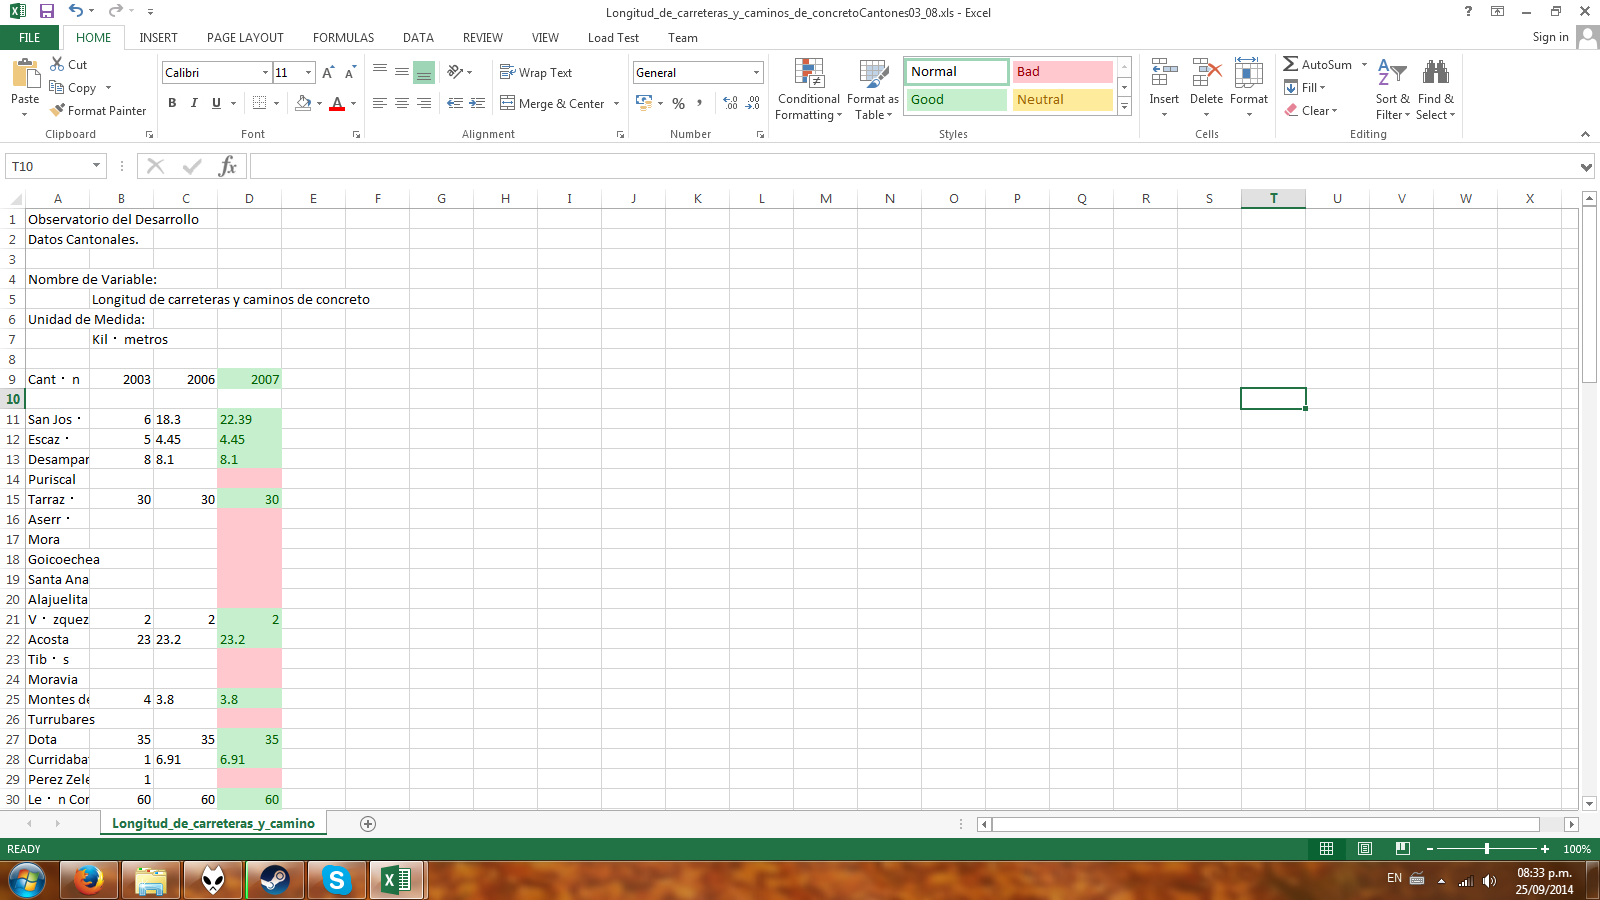 Longitud_de_carreteras_y_caminos_de_concretoCantones03_08.xls - Excel
FILE HOME INSERT PAGE LAYOUT FORMULAS DATA REVIEW VIEW Load Test Team Sign in
Paste
Cut
Copy
Format Painter
Clipboard
Calibri 11
B I U
Font
Wrap Text
Merge & Center
Alignment
General
% ,
Number
Conditional Formatting
Format as Table
Normal Bad
Good Neutral
Styles
Insert Delete Format
Cells
AutoSum
Fill
Clear
Sort & Filter
Find & Select
Editing
T10 fx
A B C D E F G H I J K L M N O P Q R S T U V W X
1 Observatorio del Desarrollo
2 Datos Cantonales.
3
4 Nombre de Variable:
5 Longitud de carreteras y caminos de concreto
6 Unidad de Medida:
7 Kil · metros
8
9 Cant · n 2003 2006 2007
10
11 San Jos · 6 18.3 22.39
12 Escaz · 5 4.45 4.45
13 Desampar 8 8.1 8.1
14 Puriscal
15 Tarraz · 30 30 30
16 Aserr ·
17 Mora
18 Goicoechea
19 Santa Ana
20 Alajuelita
21 V · zquez 2 2 2
22 Acosta 23 23.2 23.2
23 Tib · s
24 Moravia
25 Montes de 4 3.8 3.8
26 Turrubares
27 Dota 35 35 35
28 Curridaba 1 6.91 6.91
29 Perez Zele 1
30 Le · n Cor 60 60 60
Longitud_de_carreteras_y_camino
READY 100%
EN 08:33 p.m.
25/09/2014